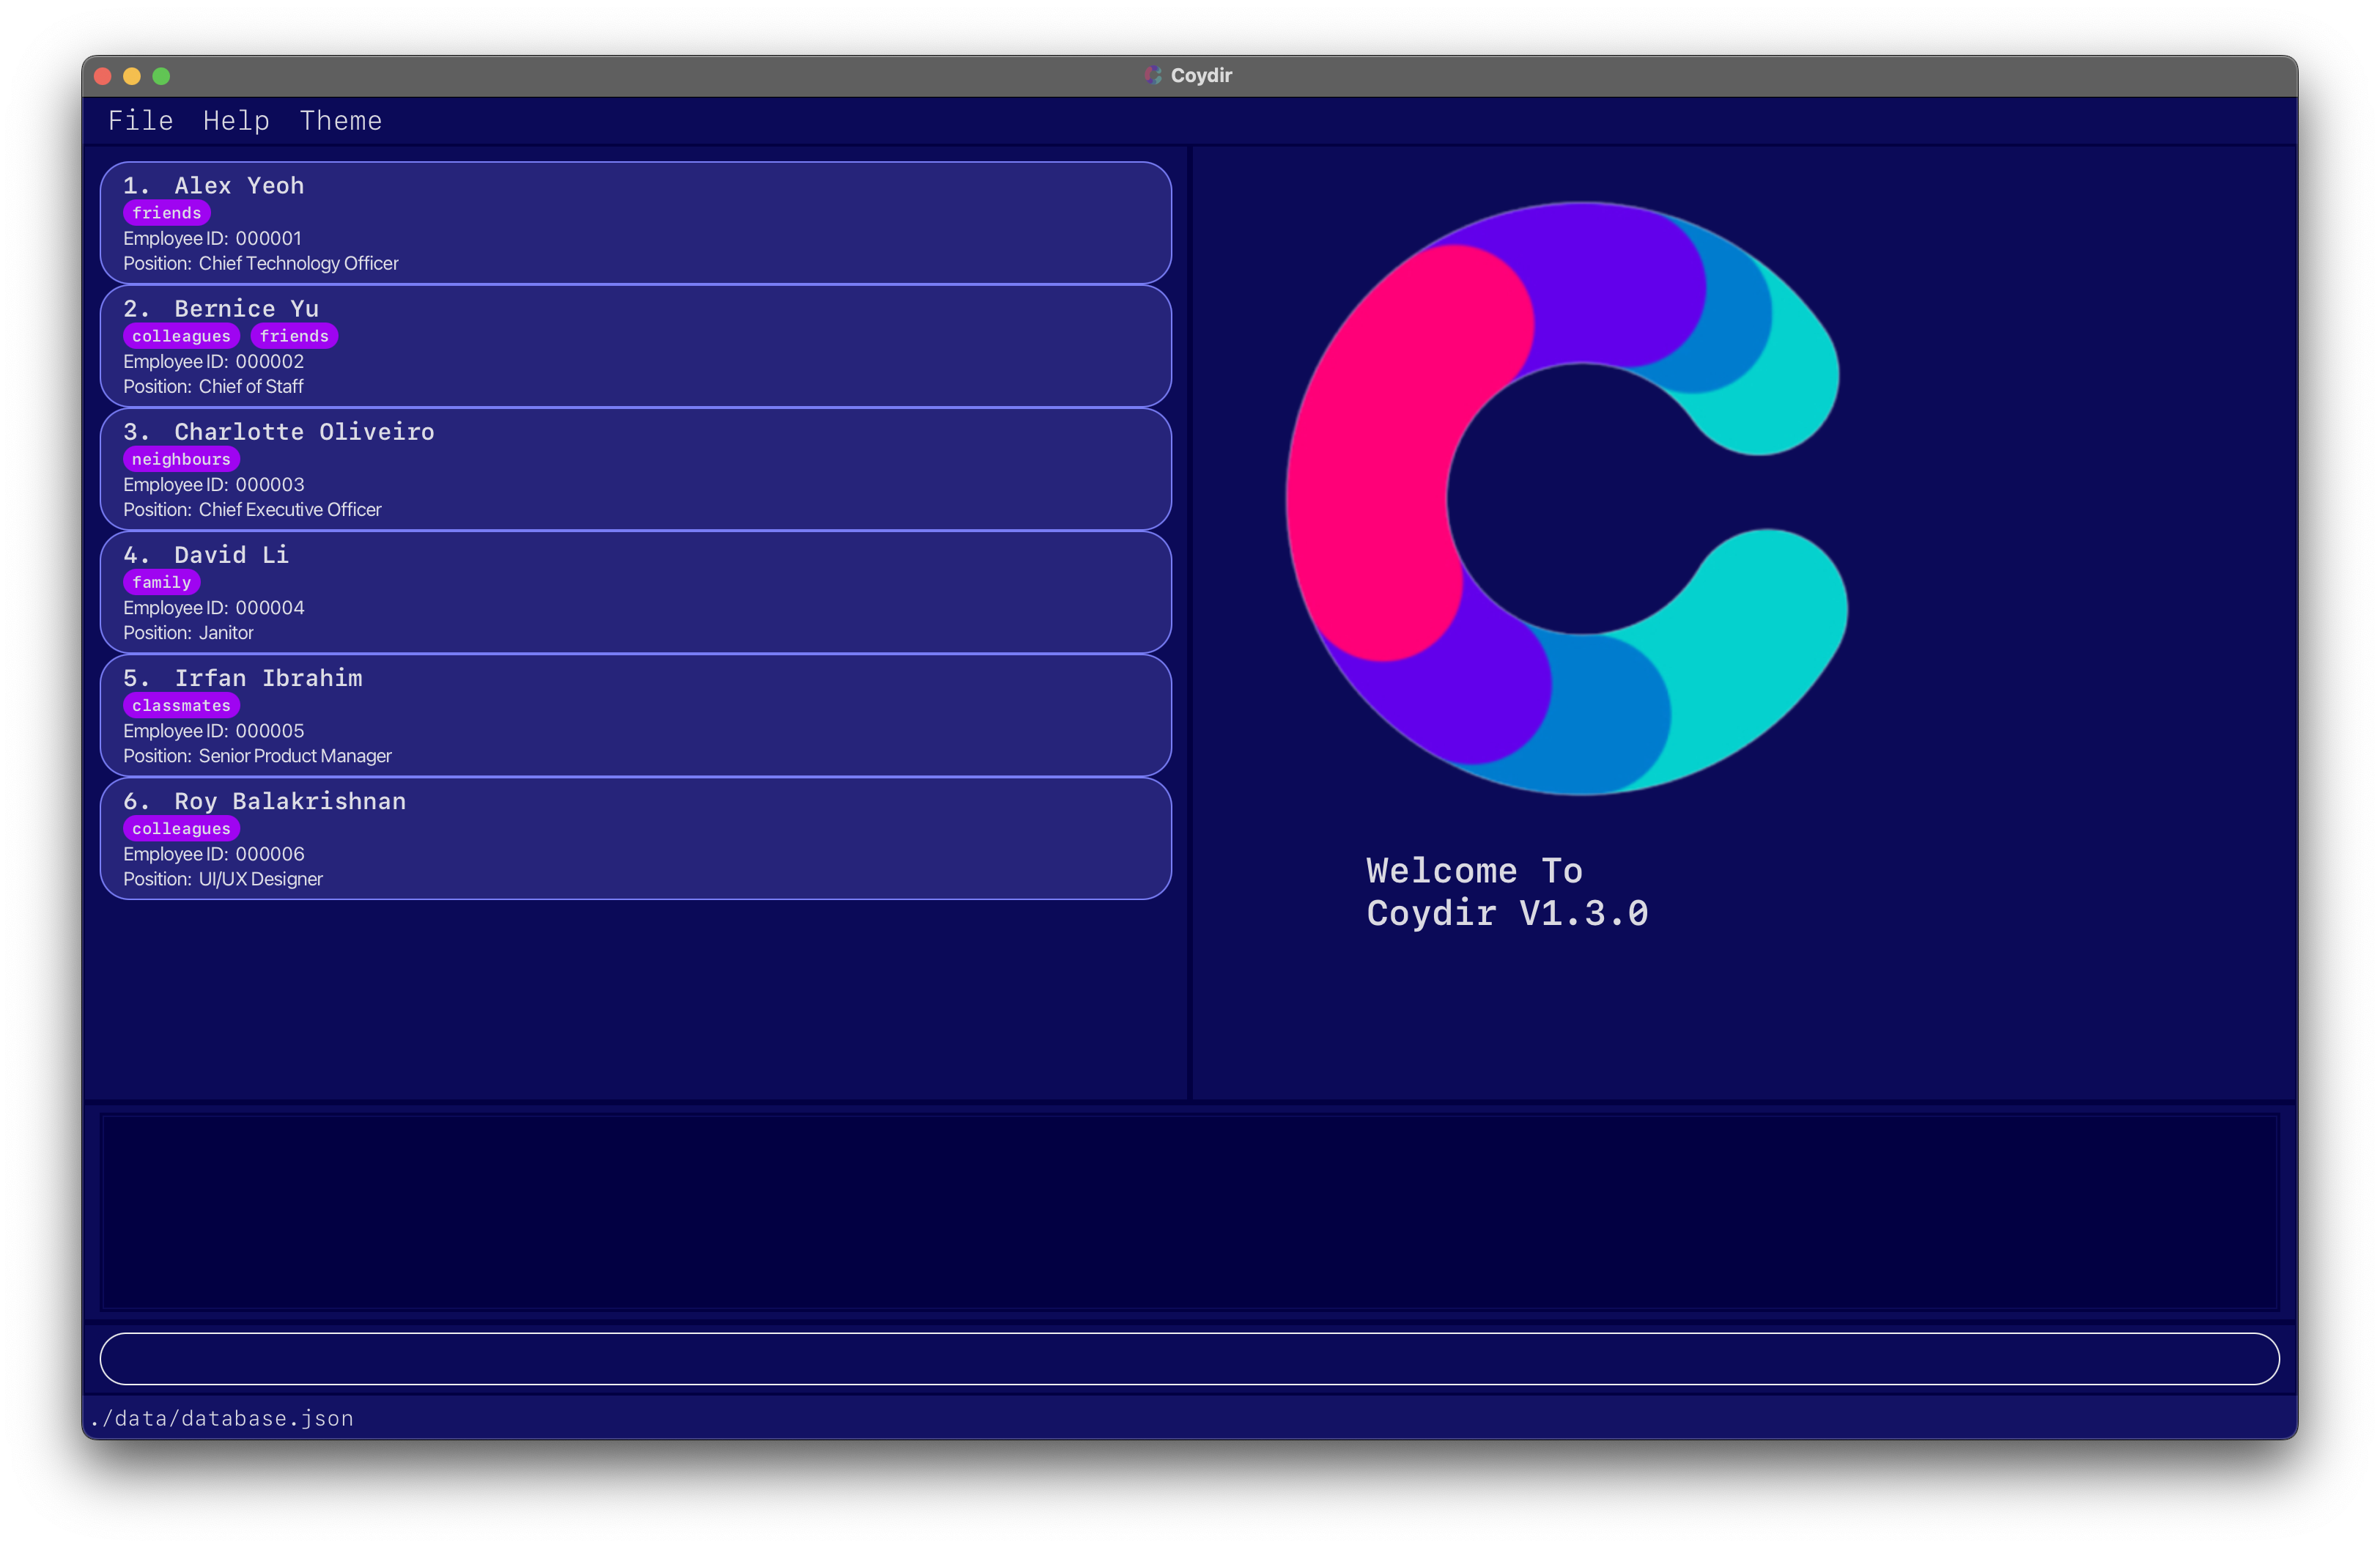 Coydir
File Help Theme
1. Alex Yeoh
friends
Employee ID: 000001
Position: Chief Technology Officer
2. Bernice Yu
colleagues friends
Employee ID: 000002
Position: Chief of Staff
3. Charlotte Oliveiro
neighbours
Employee ID: 000003
Position: Chief Executive Officer
4. David Li
family
Employee ID: 000004
Position: Janitor
5. Irfan Ibrahim
classmates
Employee ID: 000005
Position: Senior Product Manager
6. Roy Balakrishnan
colleagues
Employee ID: 000006
Position: UI/UX Designer
Welcome To
Coydir V1.3.0
./data/database.json